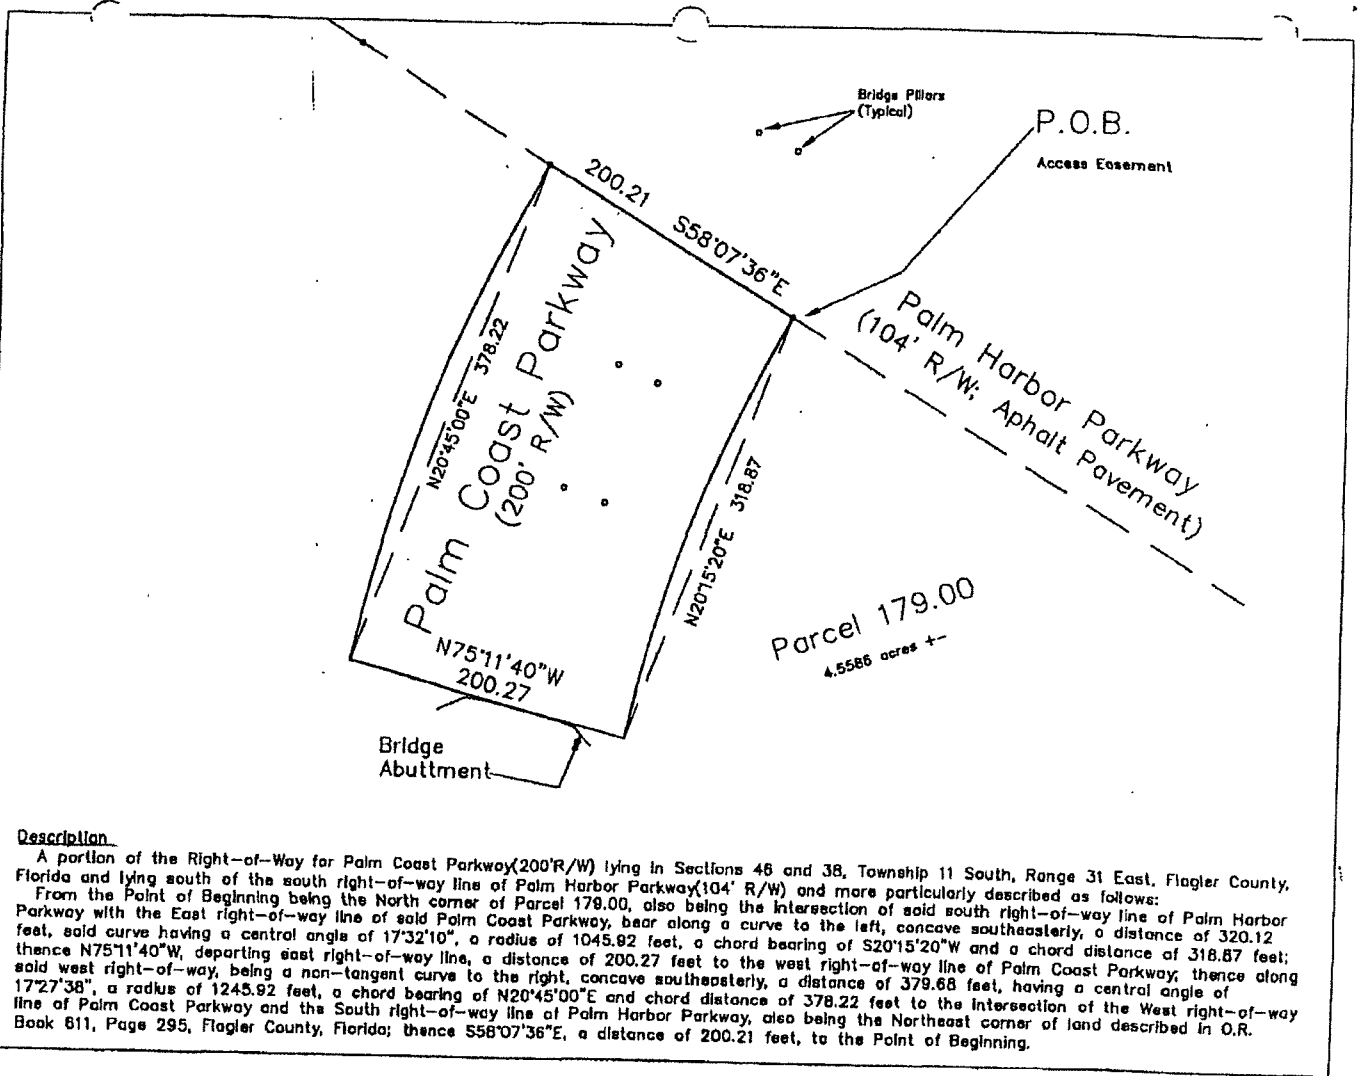 Bridge Pillars
(Typical)
P.O.B.
Access Easement
200.21
S58°07'36"E
Palm Harbor Parkway
(104' R/W; Aphalt Pavement)
N20°45'00"E 378.22
Palm Coast Parkway
(200' R/W)
N20°15'20"E 318.87
Parcel 179.00
4.5586 acres +-
N75°11'40"W
200.27
Bridge
Abuttment
Description
A portion of the Right-of-Way for Palm Coast Parkway(200'R/W) lying in Sections 46 and 38, Township 11 South, Range 31 East, Flagler County,
Florida and lying south of the south right-of-way line of Palm Harbor Parkway(104' R/W) and more particularly described as follows:
From the Point of Beginning being the North corner of Parcel 179.00, also being the intersection of said south right-of-way line of Palm Harbor
Parkway with the East right-of-way line of said Palm Coast Parkway, bear along a curve to the left, concave southeasterly, a distance of 320.12
feet, said curve having a central angle of 17°32'10", a radius of 1045.92 feet, a chord bearing of S20°15'20"W and a chord distance of 318.87 feet;
thence N75°11'40"W, departing east right-of-way line, a distance of 200.27 feet to the west right-of-way line of Palm Coast Parkway; thence along
said west right-of-way, being a non-tangent curve to the right, concave southeasterly, a distance of 379.68 feet, having a central angle of
17°27'38", a radius of 1245.92 feet, a chord bearing of N20°45'00"E and chord distance of 378.22 feet to the intersection of the West right-of-way
line of Palm Coast Parkway and the South right-of-way line of Palm Harbor Parkway, also being the Northeast corner of land described in O.R.
Book 611, Page 295, Flagler County, Florida; thence S58°07'36"E, a distance of 200.21 feet, to the Point of Beginning.